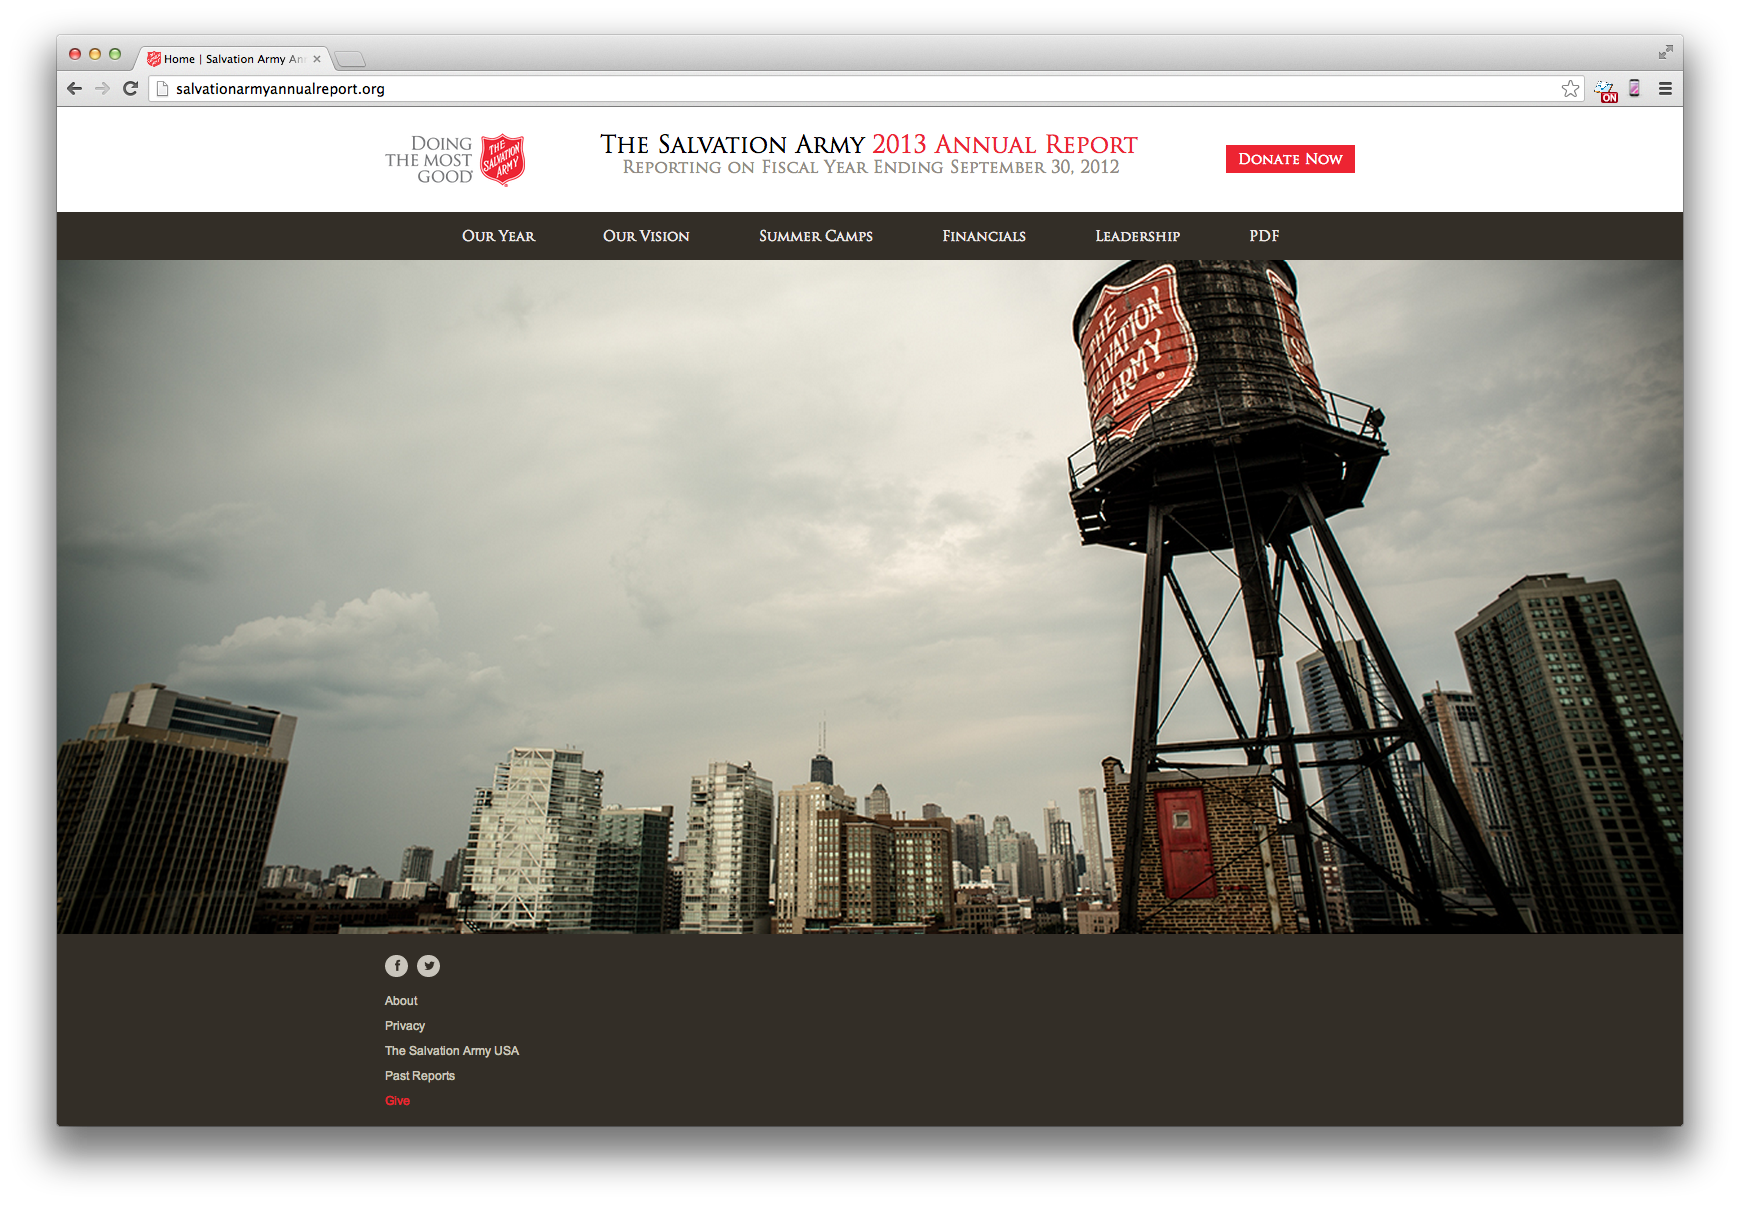 Home | Salvation Army An
salvationarmyannualreport.org
ON
Doing
the most
good
The
Salvation
Army
The Salvation Army 2013 Annual Report
Reporting on Fiscal Year Ending September 30, 2012
Donate Now
Our Year
Our Vision
Summer Camps
Financials
Leadership
PDF
The
Salvation
Army
About
Privacy
The Salvation Army USA
Past Reports
Give